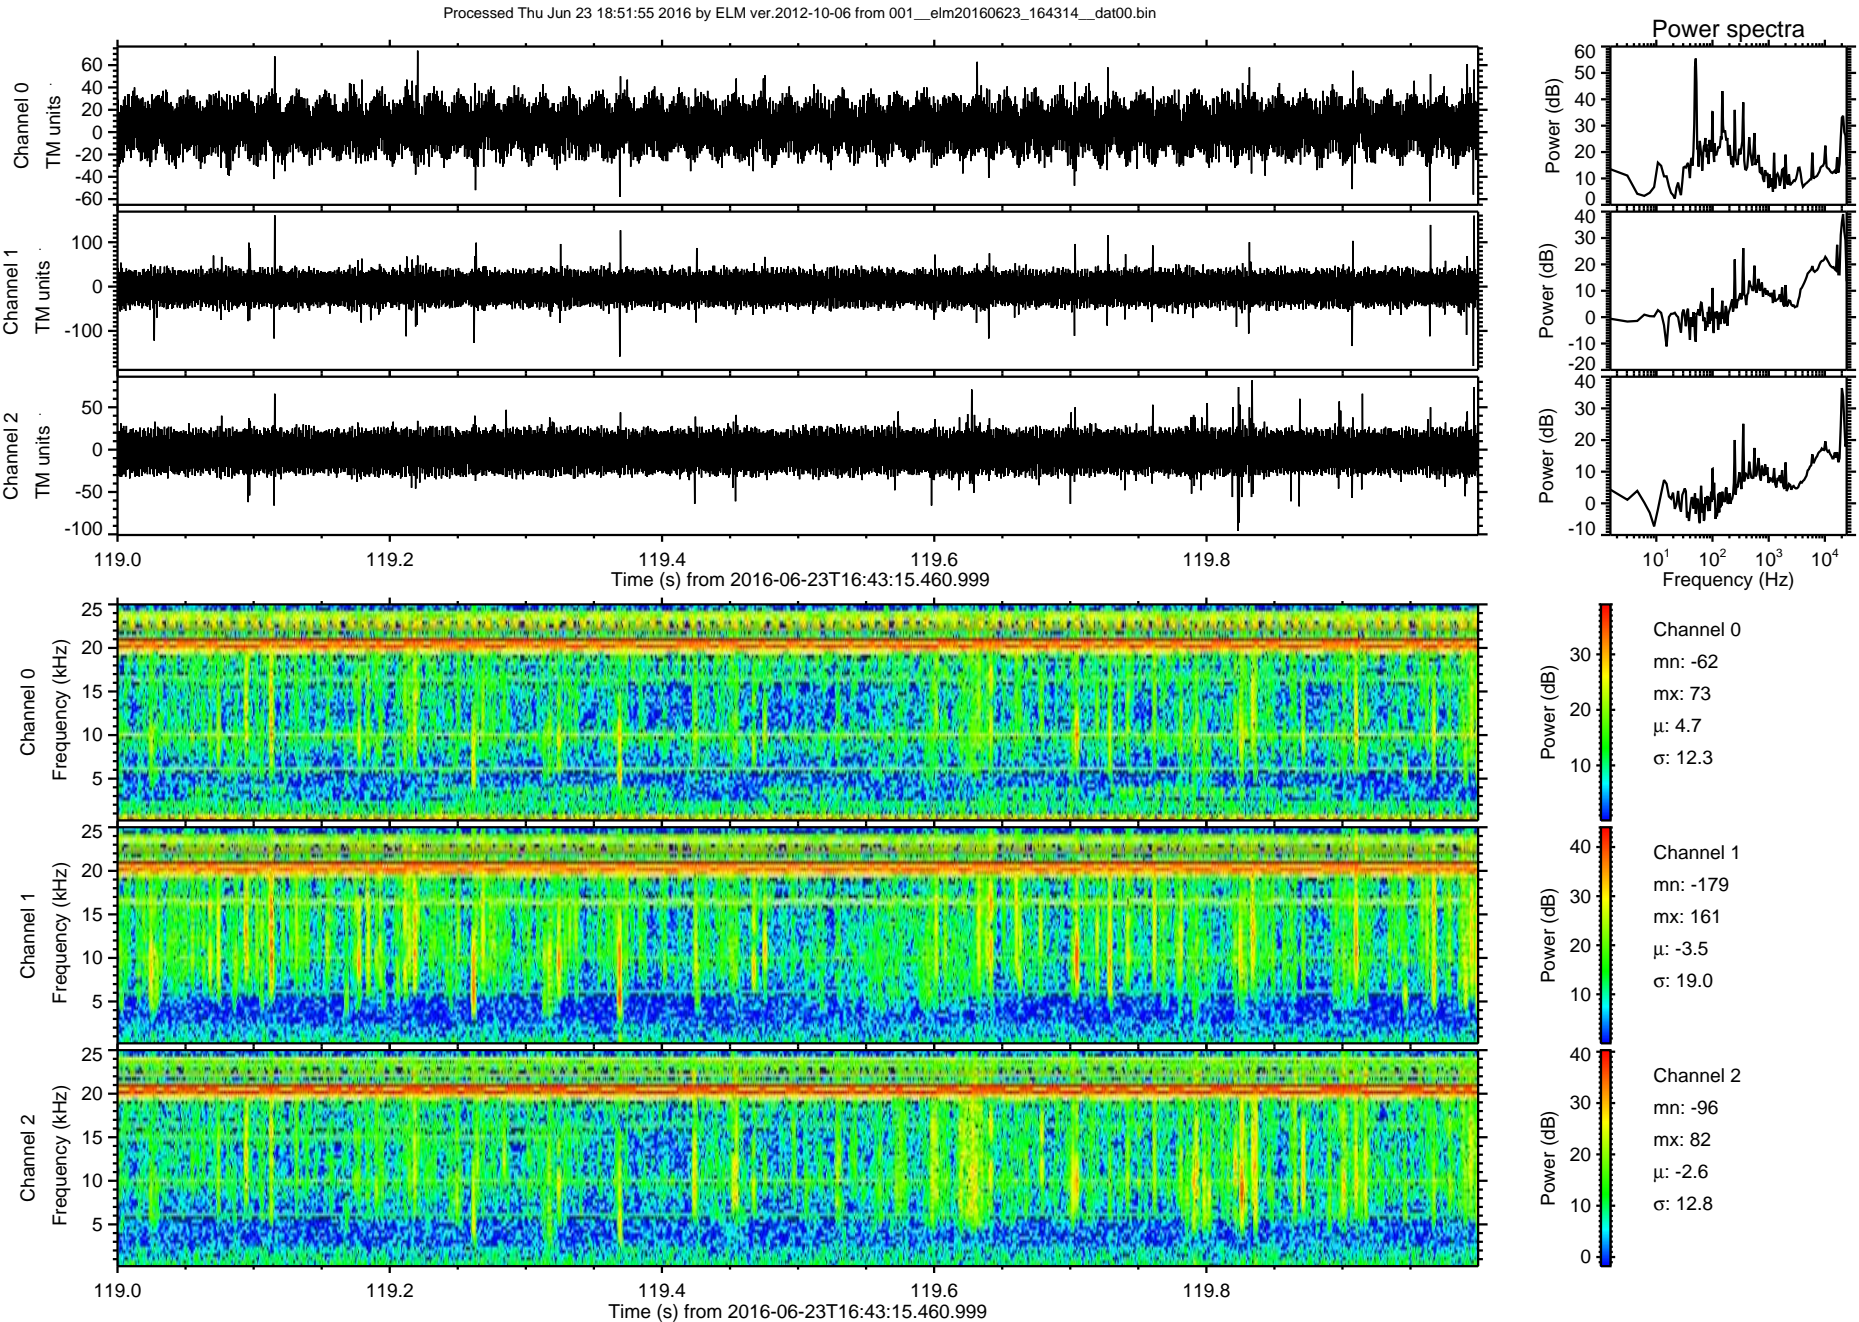 Processed Thu Jun 23 18:51:55 2016 by ELM ver.2012-10-06 from 001__elm20160623_164314__dat00.bin
Power spectra
Channel 0
TM units
60
40
20
0
-20
-40
-60
Power (dB)
60
50
40
30
20
10
0
Channel 1
TM units
100
0
-100
Power (dB)
40
30
20
10
0
-10
-20
Channel 2
TM units
50
0
-50
-100
Power (dB)
40
30
20
10
0
-10
119.0 119.2 119.4 119.6 119.8
Time (s) from 2016-06-23T16:43:15.460.999
10^1 10^2 10^3 10^4
Frequency (Hz)
Channel 0
Frequency (kHz)
25
20
15
10
5
Power (dB)
30
20
10
Channel 0
mn: -62
mx: 73
μ: 4.7
σ: 12.3
Channel 1
Frequency (kHz)
25
20
15
10
5
Power (dB)
40
30
20
10
Channel 1
mn: -179
mx: 161
μ: -3.5
σ: 19.0
Channel 2
Frequency (kHz)
25
20
15
10
5
Power (dB)
40
30
20
10
0
Channel 2
mn: -96
mx: 82
μ: -2.6
σ: 12.8
119.0 119.2 119.4 119.6 119.8
Time (s) from 2016-06-23T16:43:15.460.999